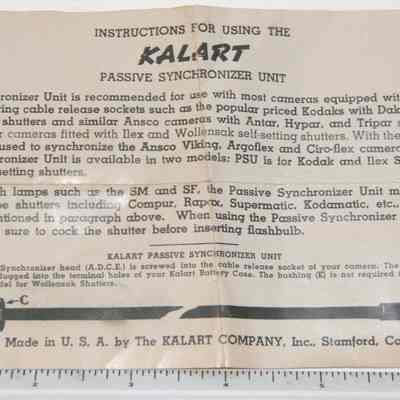 INSTRUCTIONS FOR USING THE
KALART
PASSIVE SYNCHRONIZER UNIT
ronizer Unit is recommended for use with most cameras equipped wit
ring cable release sockets such as the popular priced Kodaks with Dak
shutters and similar Ansco cameras with Antar, Hypar, and Tripar s
r cameras fitted with Ilex and Wollensak self-setting shutters. With the
used to synchronize the Ansco Viking, Argoflex and Ciro-flex camer
ronizer Unit is available in two models: PSU is for Kodak and Ilex S
setting shutters.
h lamps such as the SM and SF, the Passive Synchronizer Unit m
pe shutters including Compur, Rapax, Supermatic, Kodamatic, etc.,
ntioned in paragraph above. When using the Passive Synchronizer
sure to cock the shutter before inserting flashbulb.
KALART PASSIVE SYNCHRONIZER UNIT
Synchronizer head (A.D.C.E.) is screwed into the cable release socket of your camera. The
lugged into the terminal holes of your Kalart Battery Case. The bushing (E) is not required
del for Wollensak Shutters.
C
Made in U. S. A. by The KALART COMPANY, Inc., Stamford, Co
1 2 3 4 5